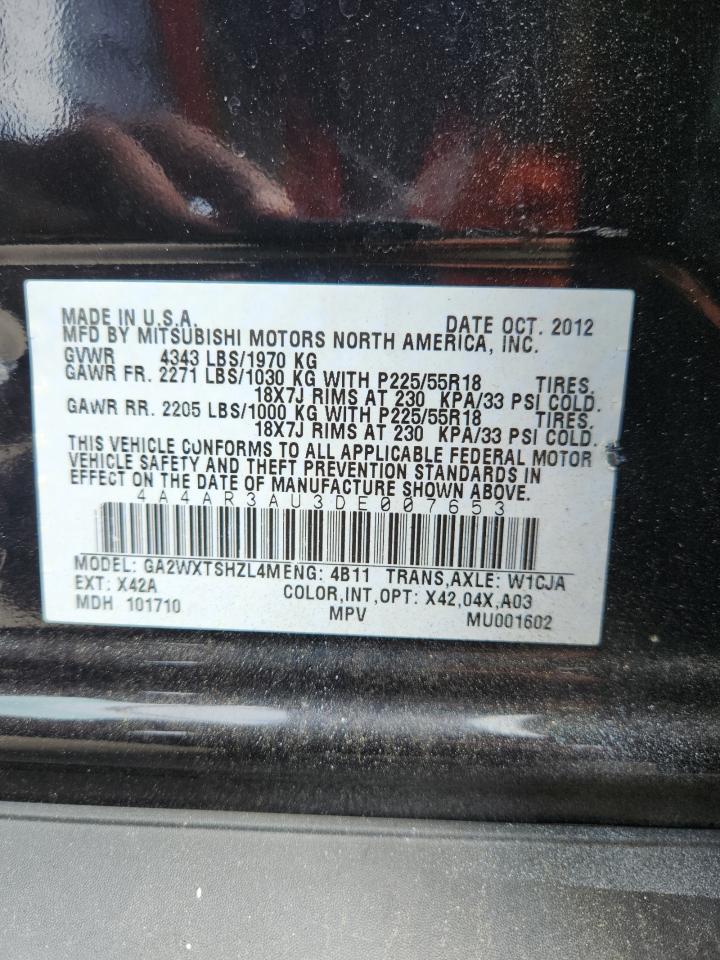 MADE IN U.S.A. DATE OCT. 2012
MFD BY MITSUBISHI MOTORS NORTH AMERICA, INC.
GVWR 4343 LBS/1970 KG
GAWR FR. 2271 LBS/1030 KG WITH P225/55R18 TIRES.
18X7J RIMS AT 230 KPA/33 PSI COLD.
GAWR RR. 2205 LBS/1000 KG WITH P225/55R18 TIRES.
18X7J RIMS AT 230 KPA/33 PSI COLD.
THIS VEHICLE CONFORMS TO ALL APPLICABLE FEDERAL MOTOR
VEHICLE SAFETY AND THEFT PREVENTION STANDARDS IN
EFFECT ON THE DATE OF MANUFACTURE SHOWN ABOVE.
4A4AR3AU3DE007653
MODEL: GA2WXTSHZL4MENG: 4B11 TRANS,AXLE: W1CJA
EXT: X42A COLOR,INT,OPT: X42,04X,A03
MDH 101710 MPV MU001602